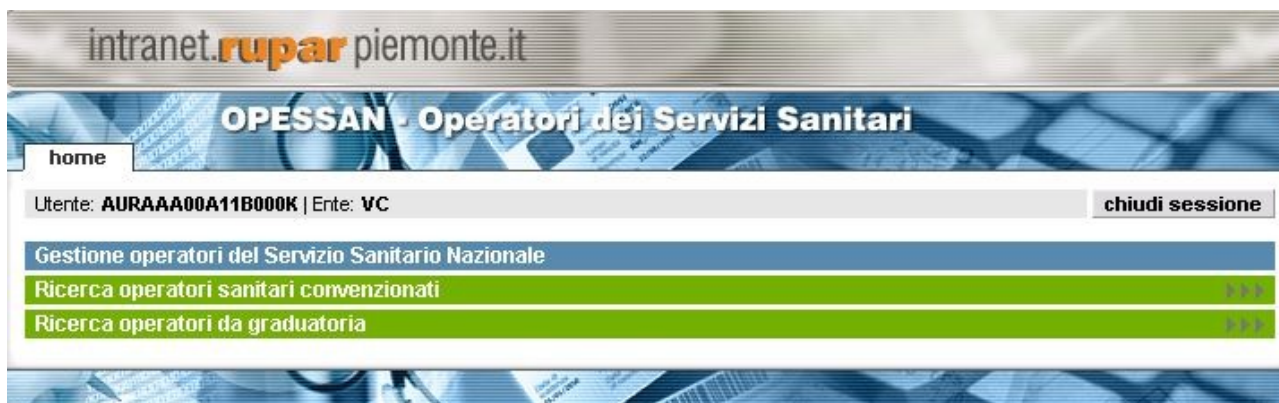 intranet.rupar piemonte.it
OPESSAN - Operatori dei Servizi Sanitari
home
Utente: AURAAA00A11B000K | Ente: VC
chiudi sessione
Gestione operatori del Servizio Sanitario Nazionale
Ricerca operatori sanitari convenzionati
Ricerca operatori da graduatoria